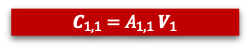 C₁,₁ = A₁,₁ V₁